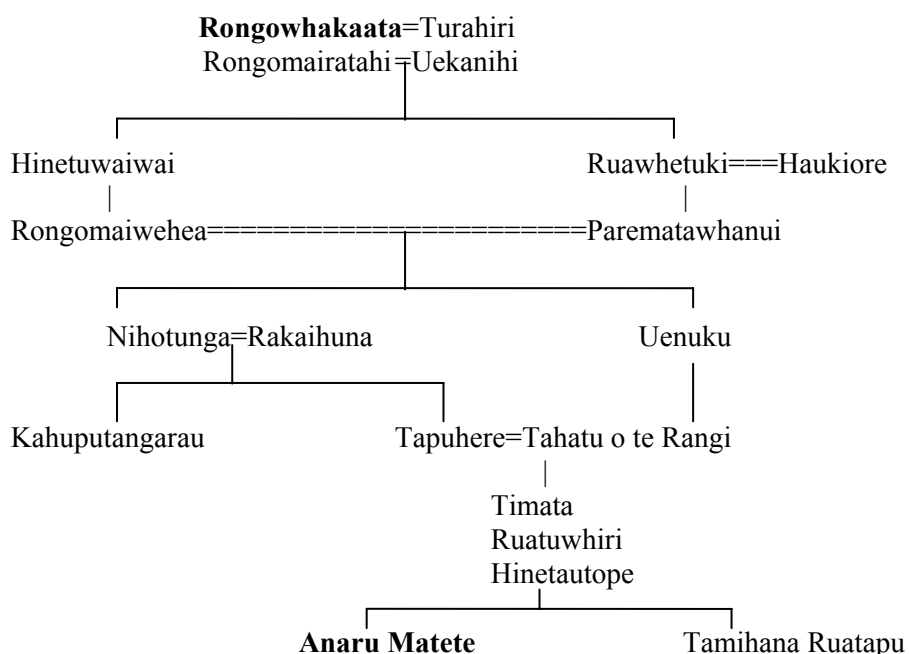 Rongowhakaata=Turahiri
Rongomairatahi=Uekanihi
Hinetuwaiwai Ruawhetuki===Haukiore
Rongomaiwehea=======================Parematawhanui
Nihotunga=Rakaihuna Uenuku
Kahuputangarau Tapuhere=Tahatu o te Rangi
Timata
Ruatuwhiri
Hinetautope
Anaru Matete Tamihana Ruatapu